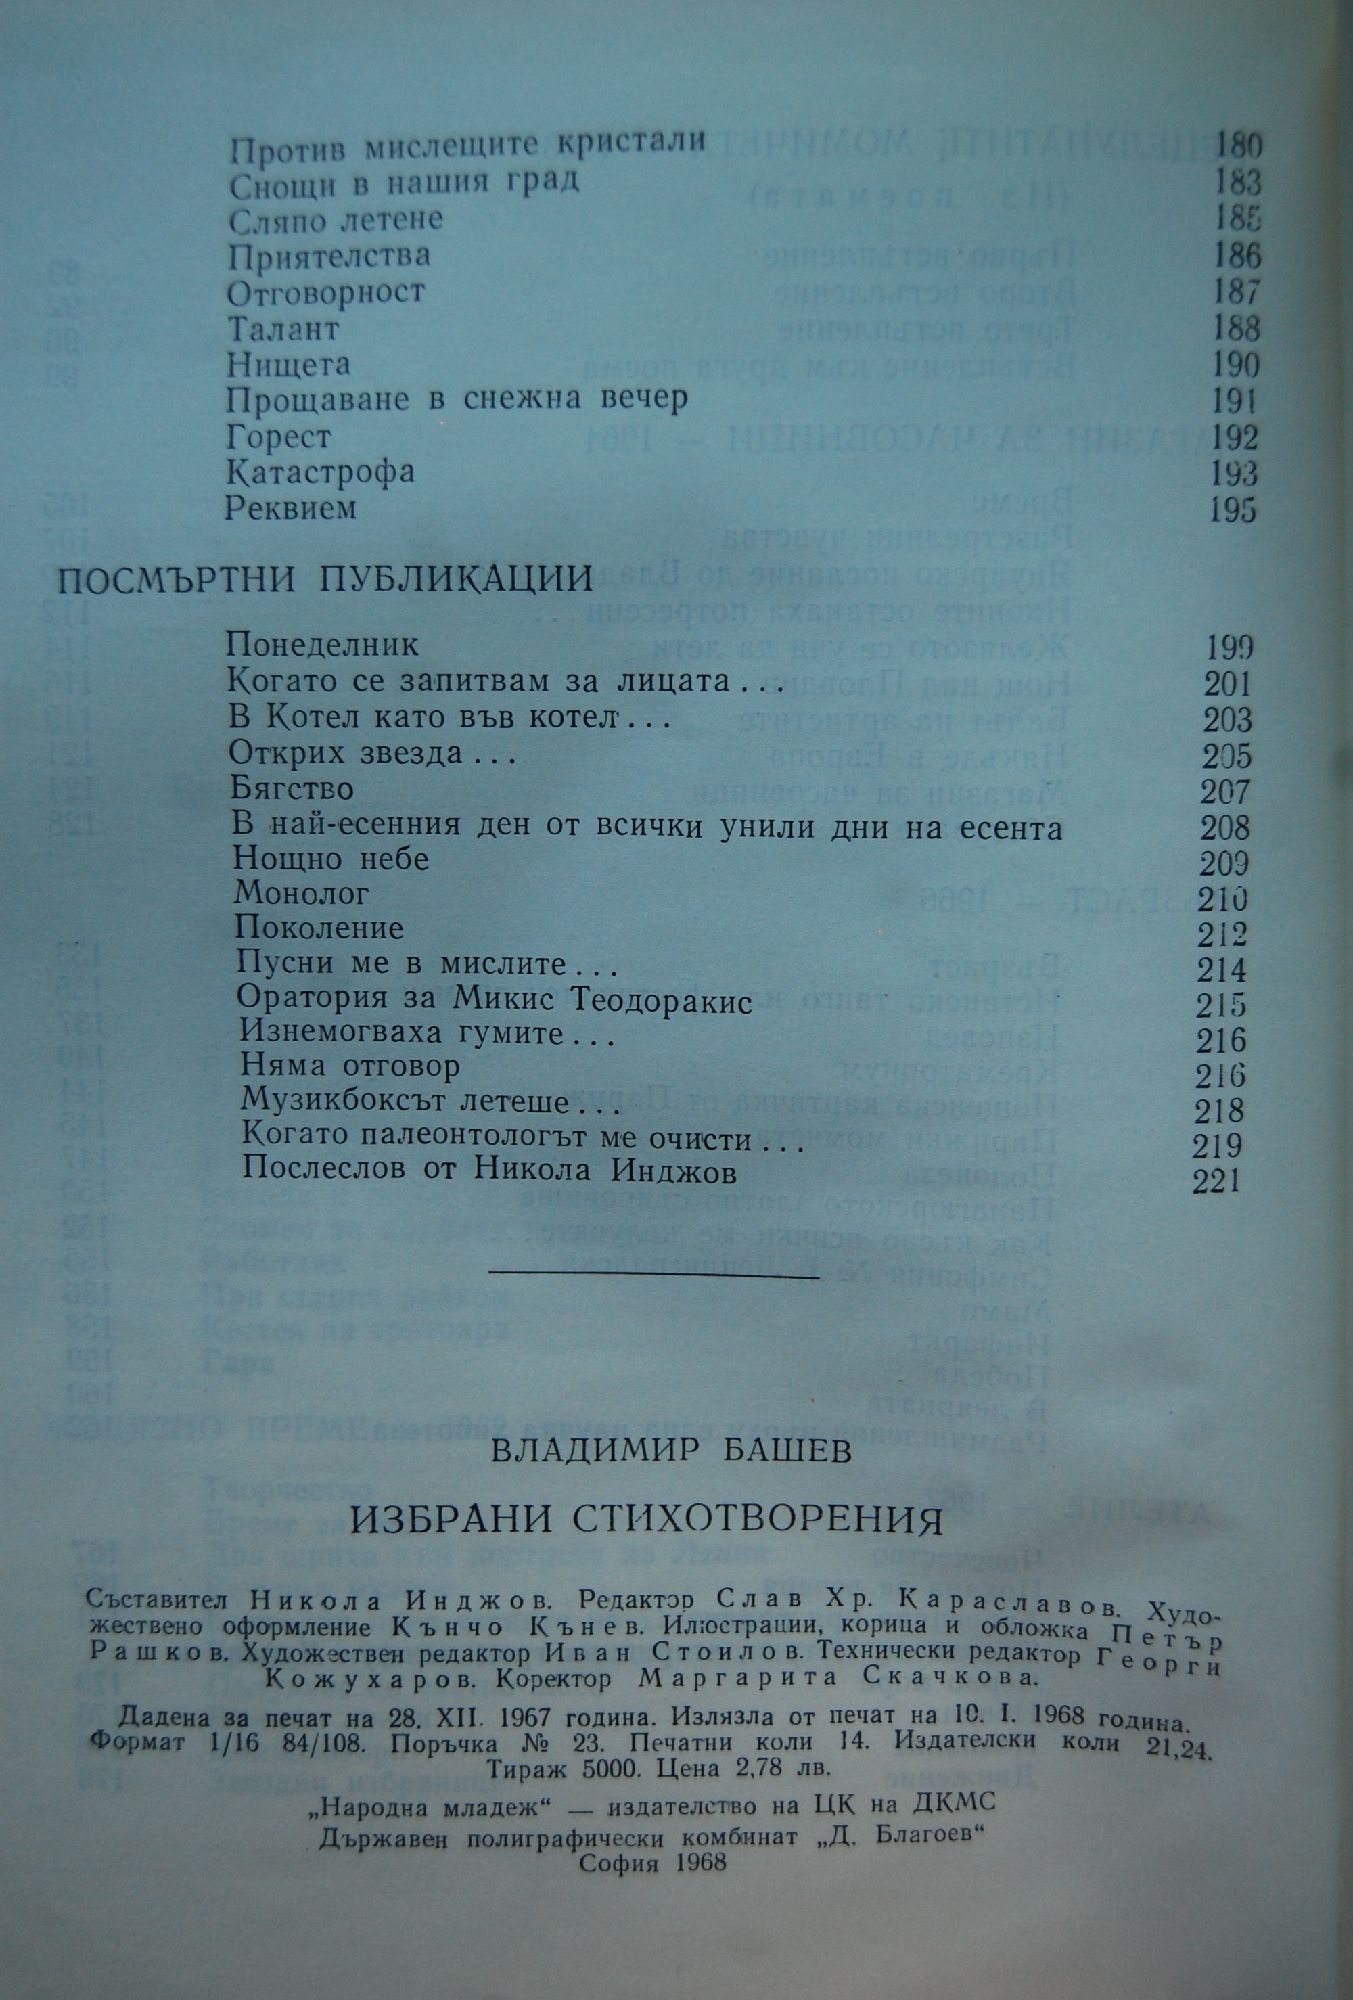 Против мислещите кристали 180
Снощи в нашия град 183
Сляпо летене 185
Приятелства 186
Отговорност 187
Талант 188
Нищета 190
Прощаване в снежна вечер 191
Горест 192
Катастрофа 193
Реквием 195
ПОСМЪРТНИ ПУБЛИКАЦИИ
Понеделник 199
Когато се запитвам за лицата... 201
В Котел като във котел... 203
Открих звезда... 205
Бягство 207
В най-есенния ден от всички унили дни на есента 208
Нощно небе 209
Монолог 210
Поколение 212
Пусни ме в мислите... 214
Оратория за Микис Теодоракис 215
Изнемогваха гумите... 216
Няма отговор 216
Музикбоксът летеше... 218
Когато палеонтологът ме очисти... 219
Послеслов от Никола Инджов 221
ВЛАДИМИР БАШЕВ
ИЗБРАНИ СТИХОТВОРЕНИЯ
Съставител Никола Инджов. Редактор Слав Хр. Караславов. Худо-
жествено оформление Кънчо Кънев. Илюстрации, корица и обложка Петър
Рашков. Художествен редактор Иван Стоилов. Технически редактор Георги
Кожухаров. Коректор Маргарита Скачкова.
Дадена за печат на 28. XII. 1967 година. Излязла от печат на 10. I. 1968 година.
Формат 1/16 84/108. Поръчка № 23. Печатни коли 14. Издателски коли 21,24.
Тираж 5000. Цена 2,78 лв.
„Народна младеж“ — издателство на ЦК на ДКМС
Държавен полиграфически комбинат „Д. Благоев“
София 1968